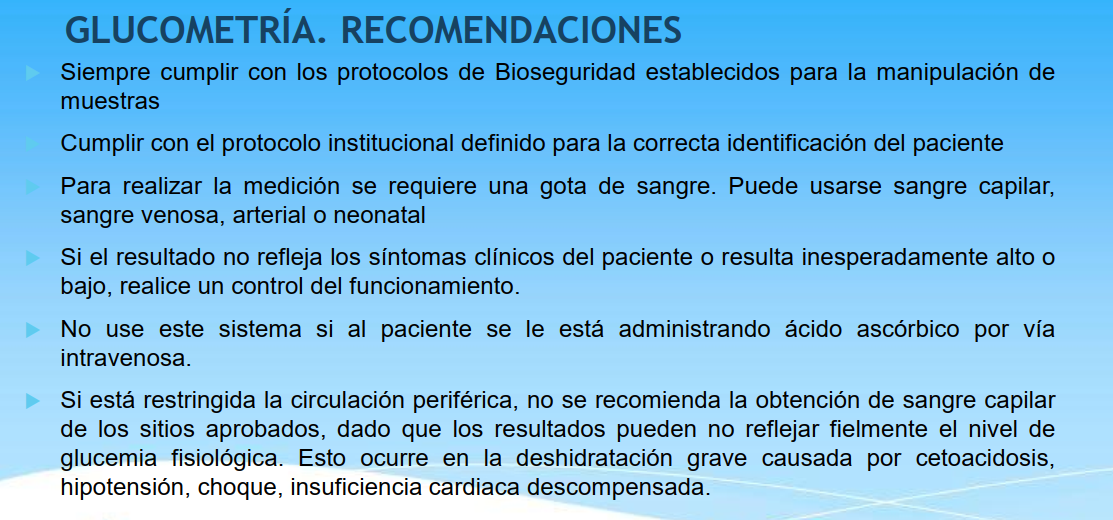 GLUCOMETRÍA. RECOMENDACIONES
Siempre cumplir con los protocolos de Bioseguridad establecidos para la manipulación de
muestras
Cumplir con el protocolo institucional definido para la correcta identificación del paciente
Para realizar la medición se requiere una gota de sangre. Puede usarse sangre capilar,
sangre venosa, arterial o neonatal
Si el resultado no refleja los síntomas clínicos del paciente o resulta inesperadamente alto o
bajo, realice un control del funcionamiento.
No use este sistema si al paciente se le está administrando ácido ascórbico por vía
intravenosa.
Si está restringida la circulación periférica, no se recomienda la obtención de sangre capilar
de los sitios aprobados, dado que los resultados pueden no reflejar fielmente el nivel de
glucemia fisiológica. Esto ocurre en la deshidratación grave causada por cetoacidosis,
hipotensión, choque, insuficiencia cardiaca descompensada.